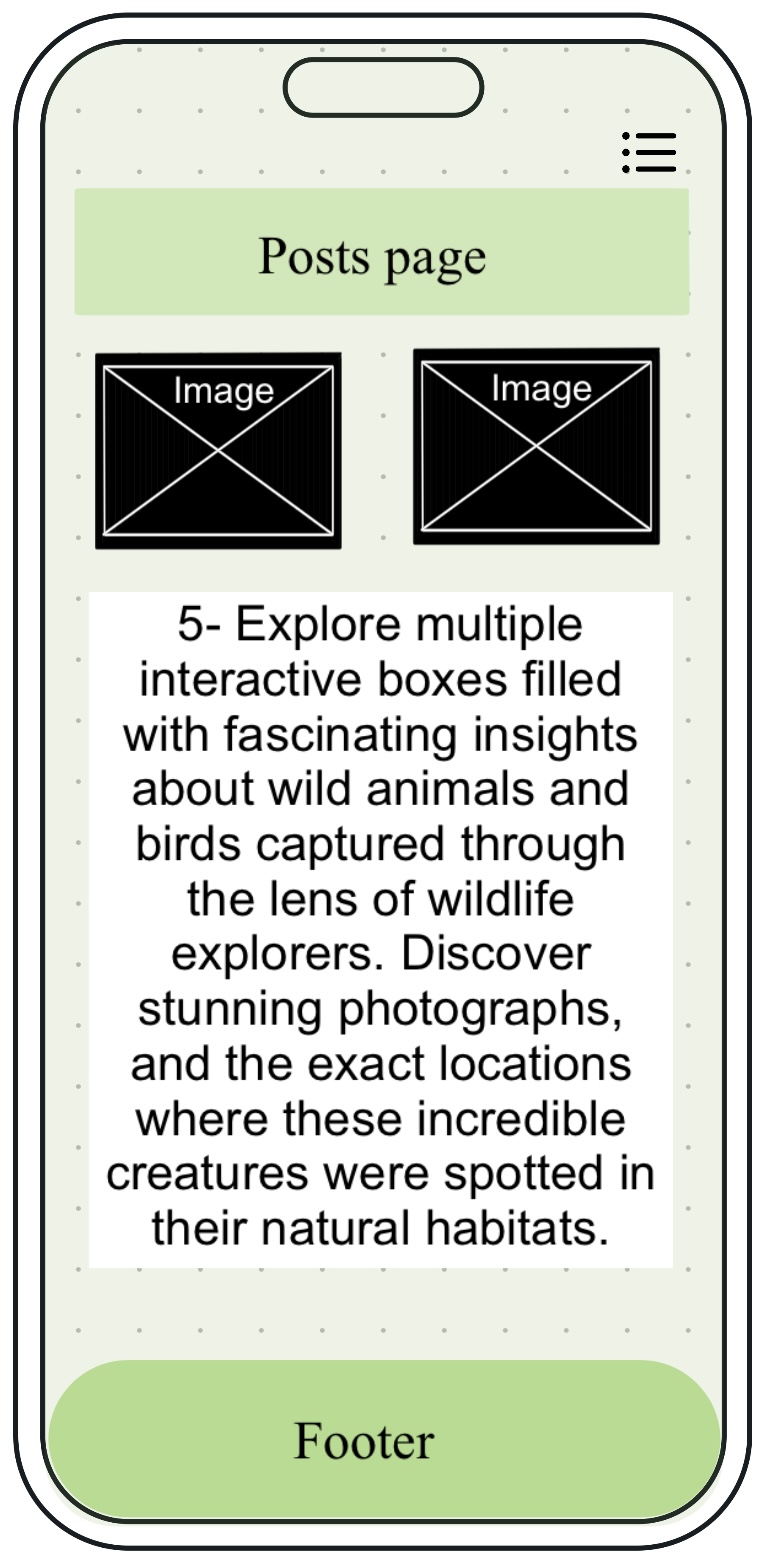 Posts page
Image
Image
5- Explore multiple
interactive boxes filled
with fascinating insights
about wild animals and
birds captured through
the lens of wildlife
explorers. Discover
stunning photographs,
and the exact locations
where these incredible
creatures were spotted in
their natural habitats.
Footer